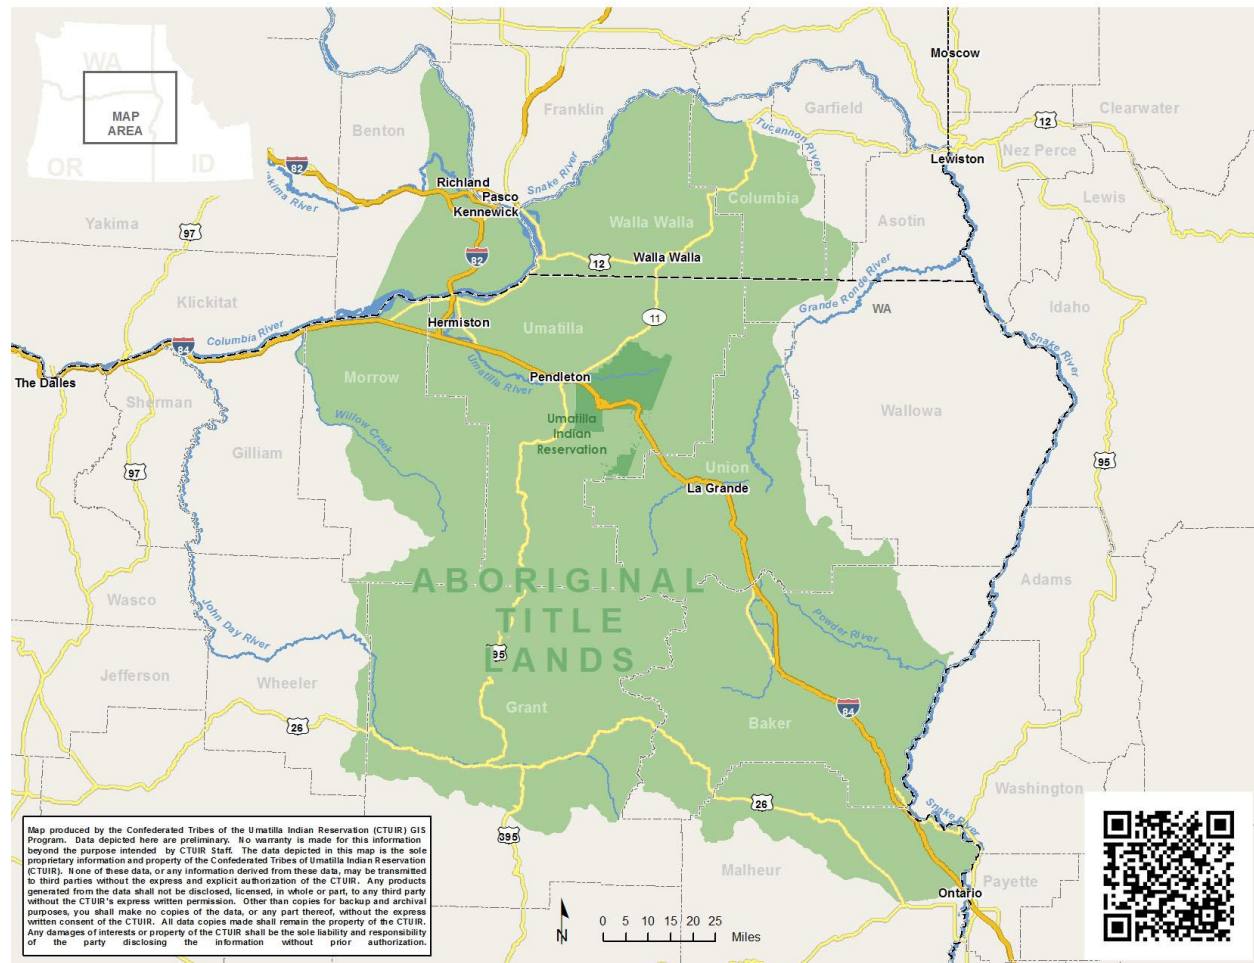 WA
MAP
AREA
OR
ID
Moscow
Clearwater
Franklin
Garfield
Benton
12
Nez Perce
Tucannon River
Lewiston
82
Snake River
Richland
Pasco
Kennewick
Columbia
Lewis
Yakima River
Walla Walla
Asotin
Yakima
97
82
12
Walla Walla
Grande Ronde River
Klickitat
WA
Idaho
11
Hermiston
Umatilla
Columbia River
84
Snake River
The Dalles
Morrow
Umatilla River
Pendleton
Sherman
Willow Creek
Umatilla
Indian
Reservation
Wallowa
Gilliam
97
Union
95
La Grande
ABORIGINAL
TITLE
LANDS
Adams
Wasco
John Day River
Powder River
95
Jefferson
Wheeler
Grant
84
26
Baker
Washington
26
Snake River
395
Malheur
Payette
Ontario
Map produced by the Confederated Tribes of the Umatilla Indian Reservation (CTUIR) GIS
Program. Data depicted here are preliminary. No warranty is made for this information
beyond the purpose intended by CTUIR Staff. The data depicted in this map is the sole
proprietary information and property of the Confederated Tribes of Umatilla Indian Reservation
(CTUIR). None of these data, or any information derived from these data, may be transmitted
to third parties without the express and explicit authorization of the CTUIR. Any products
generated from the data shall not be disclosed, licensed, in whole or part, to any third party
without the CTUIR's express written permission. Other than copies for backup and archival
purposes, you shall make no copies of the data, or any part thereof, without the express
written consent of the CTUIR. All data copies made shall remain the property of the CTUIR.
Any damages of interests or property of the CTUIR shall be the sole liability and responsibility
of the party disclosing the information without prior authorization.
N
0 5 10 15 20 25
Miles